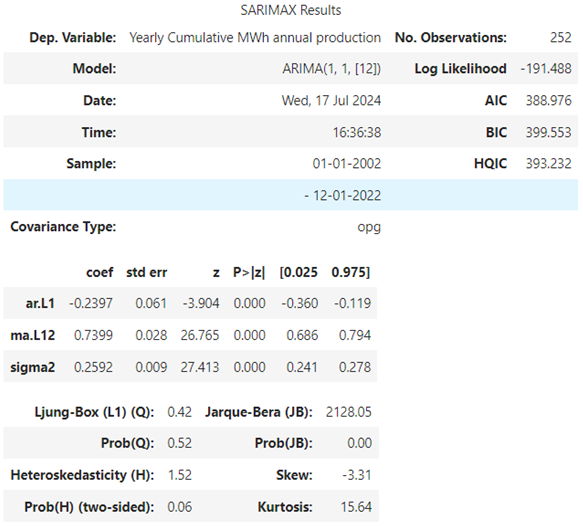 SARIMAX Results
Dep. Variable: Yearly Cumulative MWh annual production No. Observations: 252
Model: ARIMA(1, 1, [12]) Log Likelihood -191.488
Date: Wed, 17 Jul 2024 AIC 388.976
Time: 16:36:38 BIC 399.553
Sample: 01-01-2002 HQIC 393.232
- 12-01-2022
Covariance Type: opg
coef std err z P>|z| [0.025 0.975]
ar.L1 -0.2397 0.061 -3.904 0.000 -0.360 -0.119
ma.L12 0.7399 0.028 26.765 0.000 0.686 0.794
sigma2 0.2592 0.009 27.413 0.000 0.241 0.278
Ljung-Box (L1) (Q): 0.42 Jarque-Bera (JB): 2128.05
Prob(Q): 0.52 Prob(JB): 0.00
Heteroskedasticity (H): 1.52 Skew: -3.31
Prob(H) (two-sided): 0.06 Kurtosis: 15.64